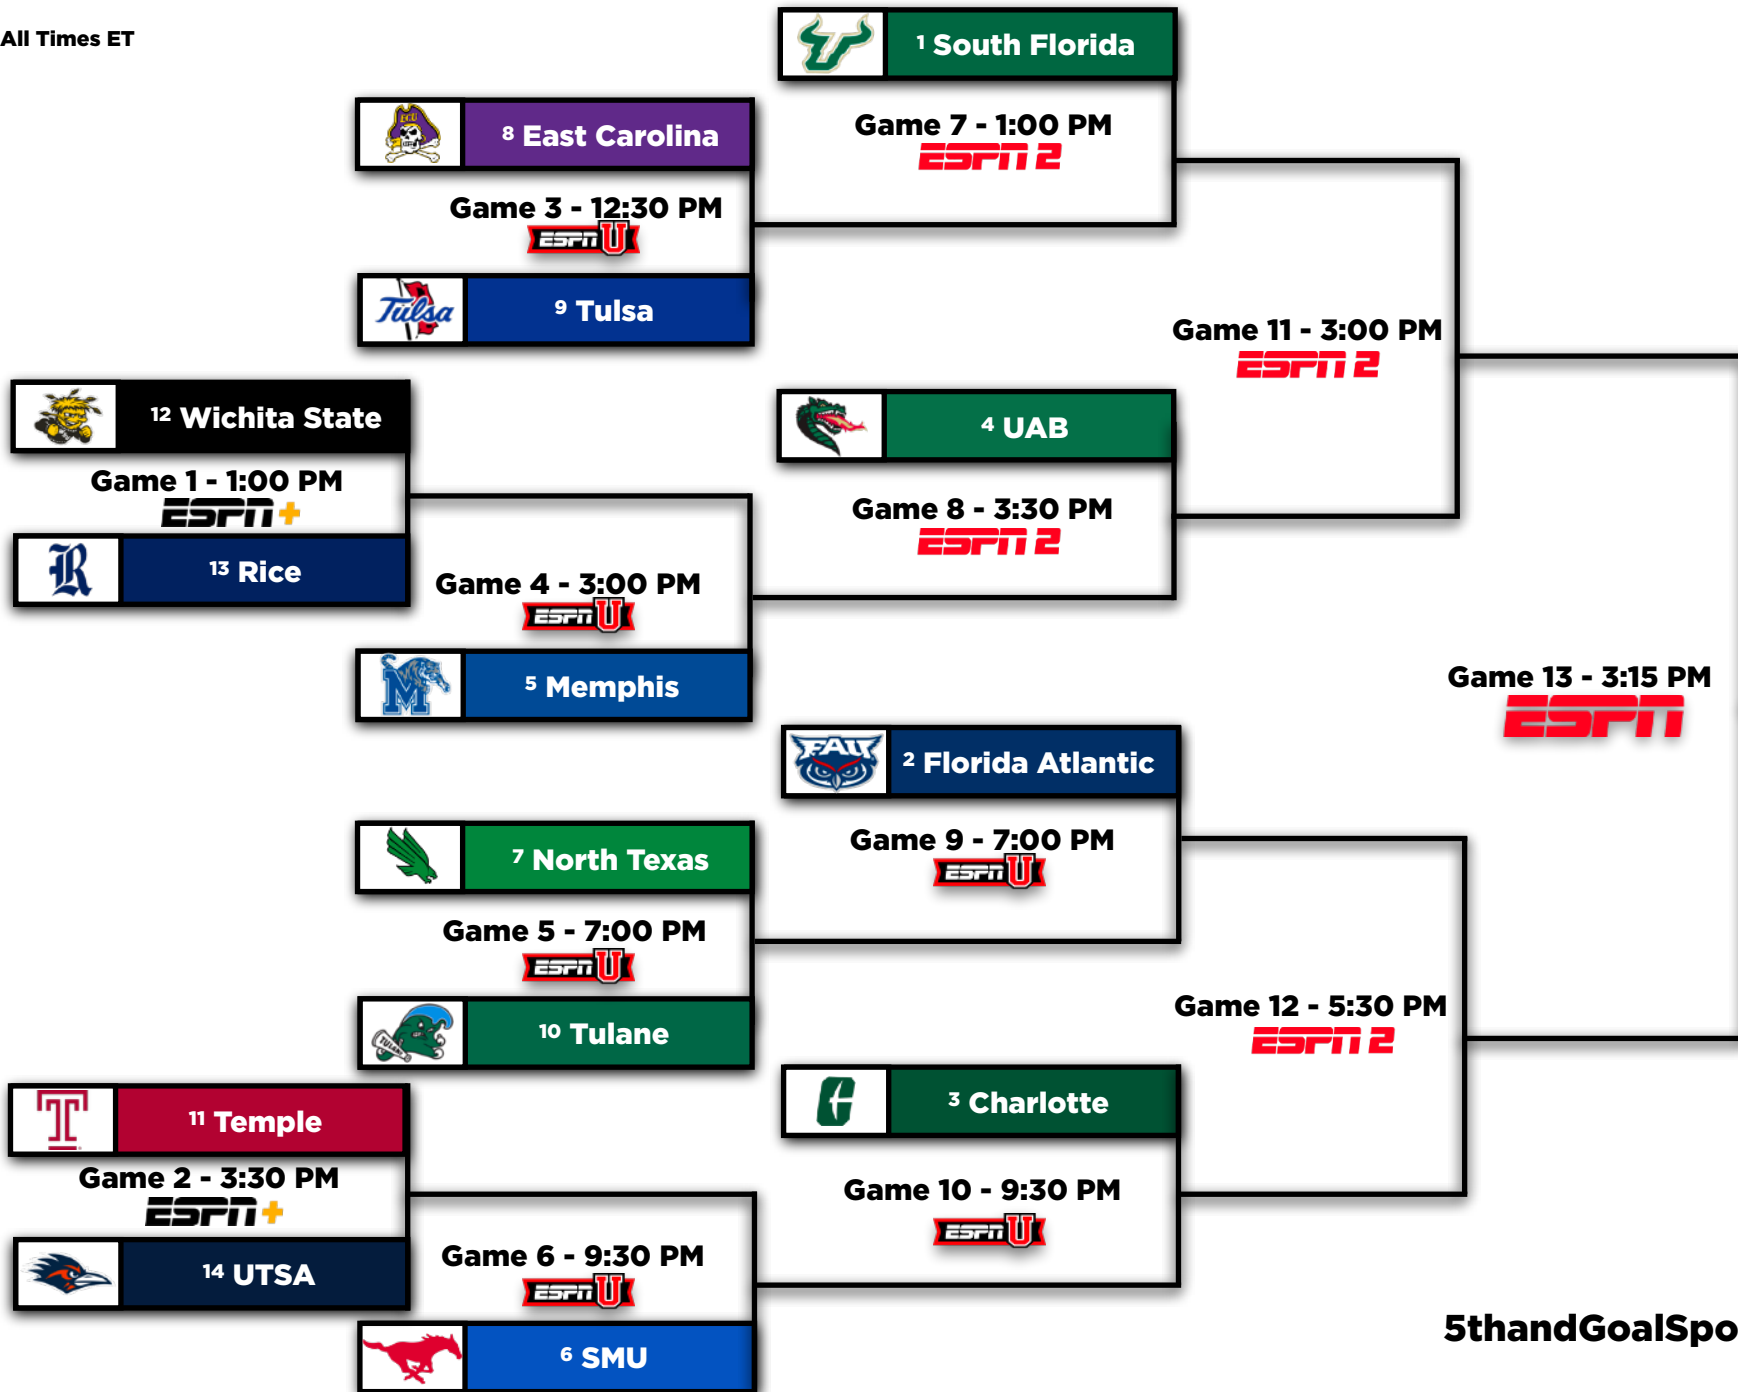 All Times ET
1 South Florida
8 East Carolina
Game 7 - 1:00 PM
ESPN 2
ECU
Game 3 - 12:30 PM
ESPN U
Tulsa
9 Tulsa
Game 11 - 3:00 PM
ESPN 2
12 Wichita State
4 UAB
Game 1 - 1:00 PM
ESPN+
Game 8 - 3:30 PM
ESPN 2
R
13 Rice
Game 4 - 3:00 PM
ESPN U
M
5 Memphis
Game 13 - 3:15 PM
ESPN
FAU
2 Florida Atlantic
7 North Texas
Game 9 - 7:00 PM
ESPN U
Game 5 - 7:00 PM
ESPN U
TULANE
10 Tulane
Game 12 - 5:30 PM
ESPN 2
C
3 Charlotte
T
11 Temple
Game 2 - 3:30 PM
ESPN+
Game 10 - 9:30 PM
ESPN U
14 UTSA
Game 6 - 9:30 PM
ESPN U
6 SMU
5thandGoalSpo